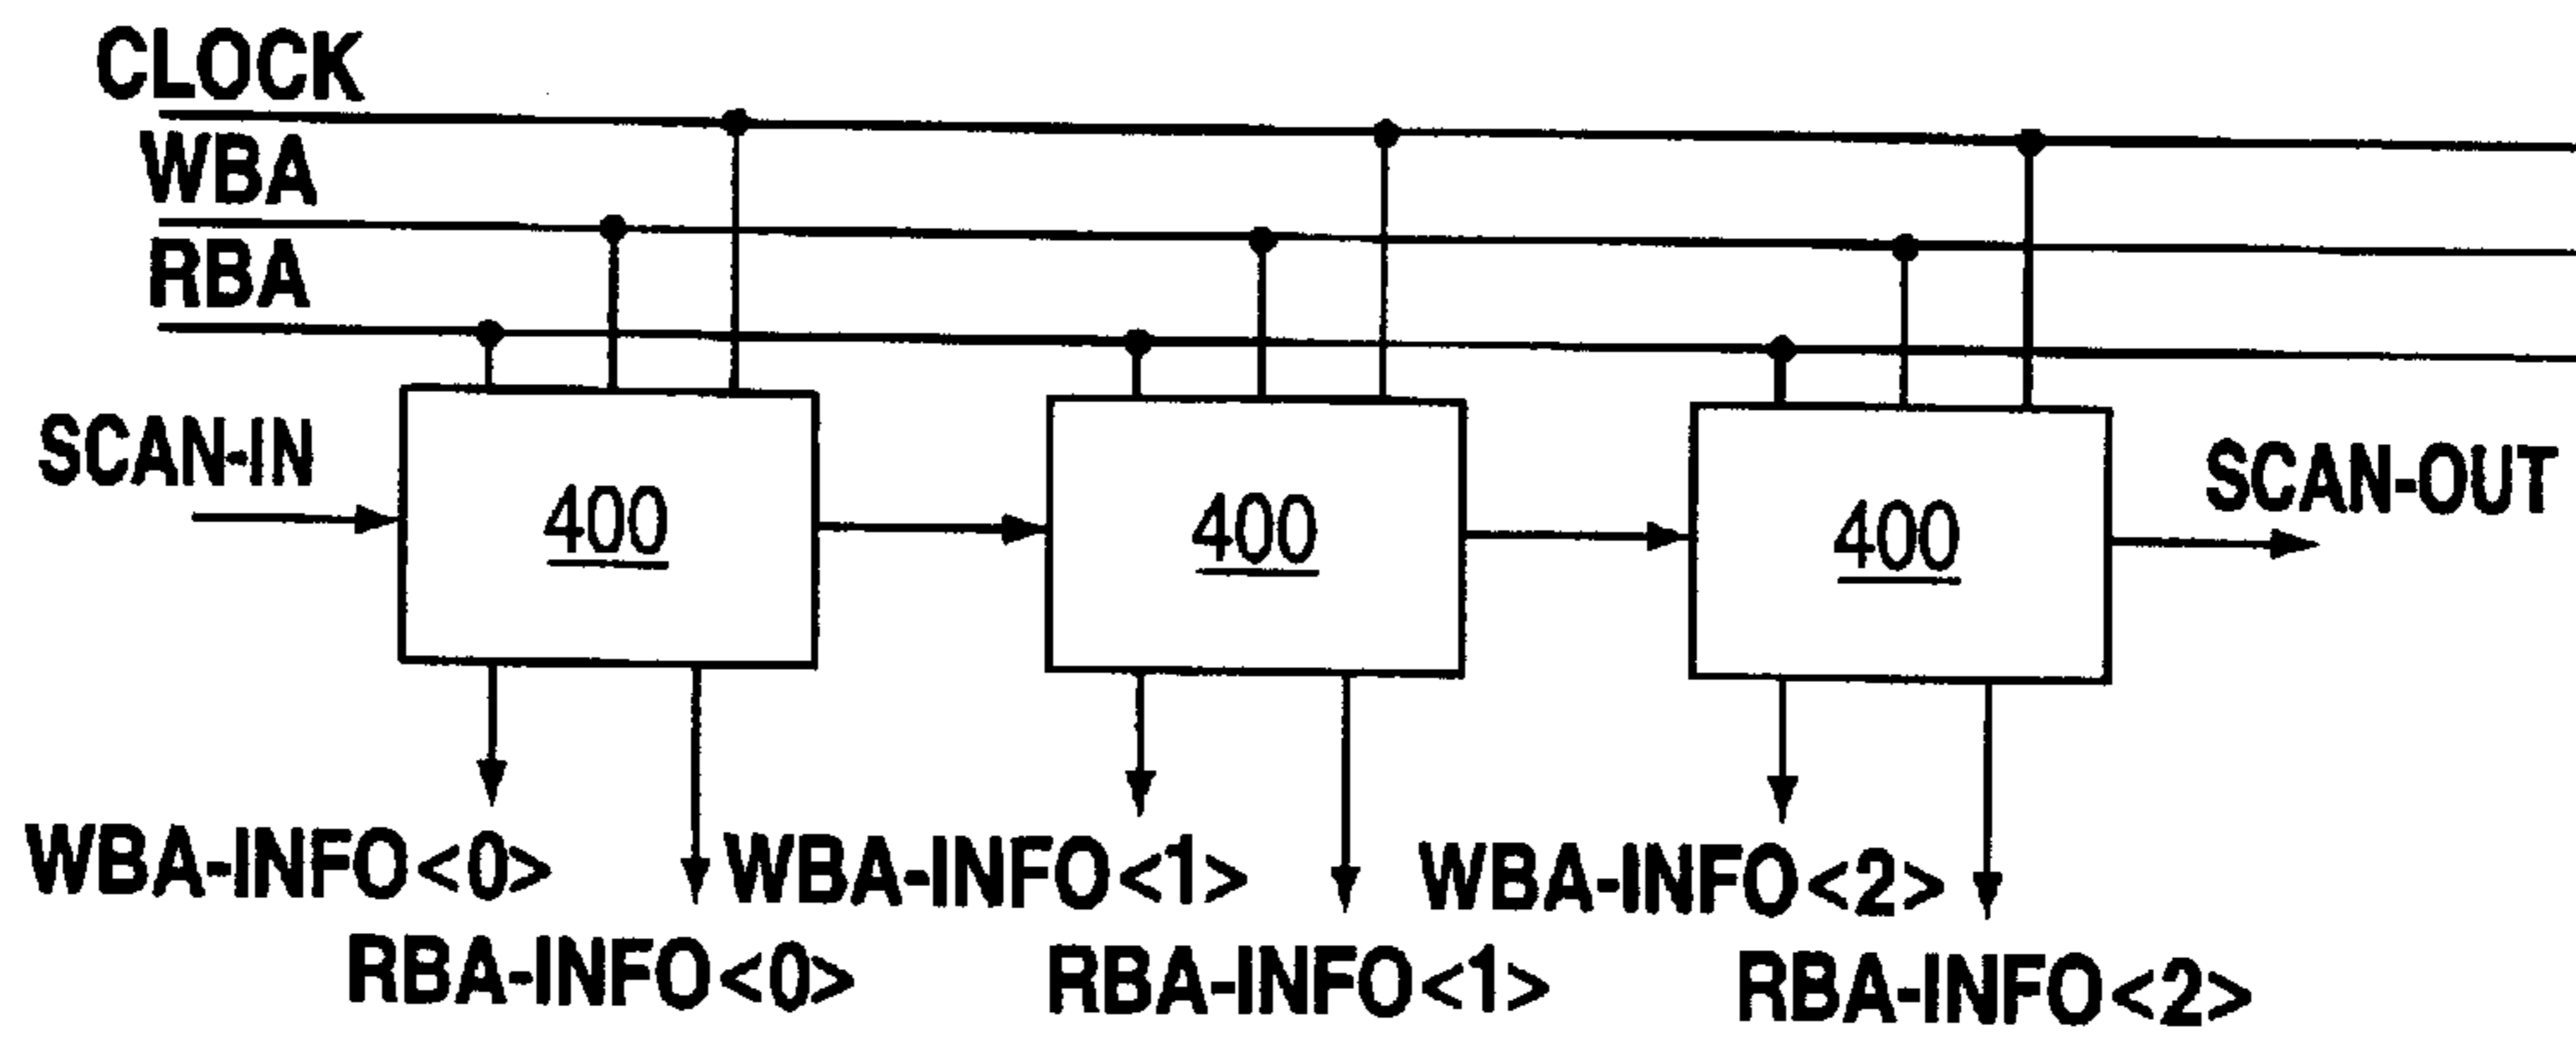 CLOCK
WBA
RBA
SCAN-IN
400
400
400
SCAN-OUT
WBA-INFO<0>
WBA-INFO<1>
WBA-INFO<2>
RBA-INFO<0>
RBA-INFO<1>
RBA-INFO<2>